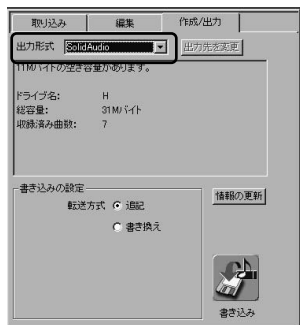 取り込み 編集 作成/出力
出力形式 SolidAudio 出力先を変更
11Mバイトの空き容量があります。
ドライブ名: H
総容量: 31Mバイト
収録済み曲数: 7
書き込みの設定
情報の更新
転送方式 追記
書き換え
書き込み